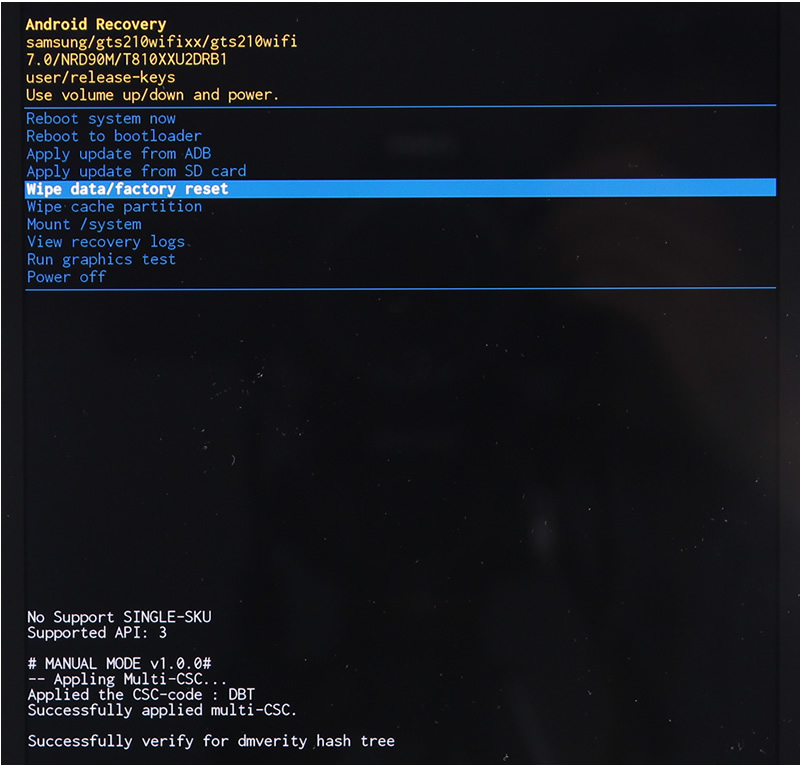 Android Recovery
samsung/gts210wifixx/gts210wifi
7.0/NRD90M/T810XXU2DRB1
user/release-keys
Use volume up/down and power.
Reboot system now
Reboot to bootloader
Apply update from ADB
Apply update from SD card
Wipe data/factory reset
Wipe cache partition
Mount /system
View recovery logs
Run graphics test
Power off
No Support SINGLE-SKU
Supported API: 3
# MANUAL MODE v1.0.0#
-- Appling Multi-CSC...
Applied the CSC-code : DBT
Successfully applied multi-CSC.
Successfully verify for dmverity hash tree